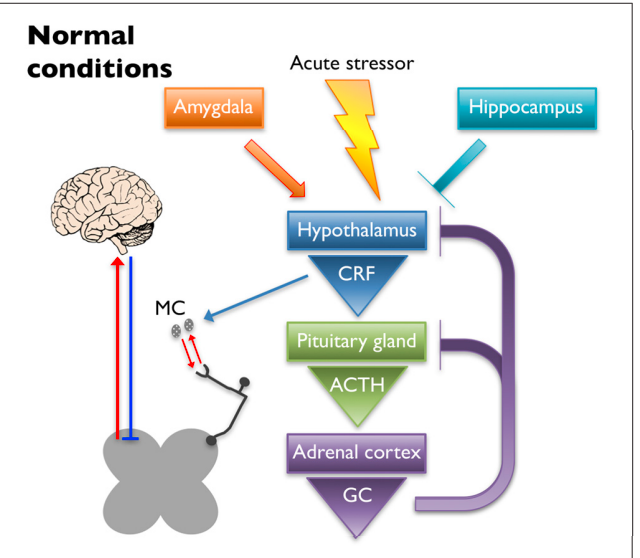 Normal
conditions
Acute stressor
Amygdala
Hippocampus
Hypothalamus
CRF
MC
Pituitary gland
ACTH
Adrenal cortex
GC